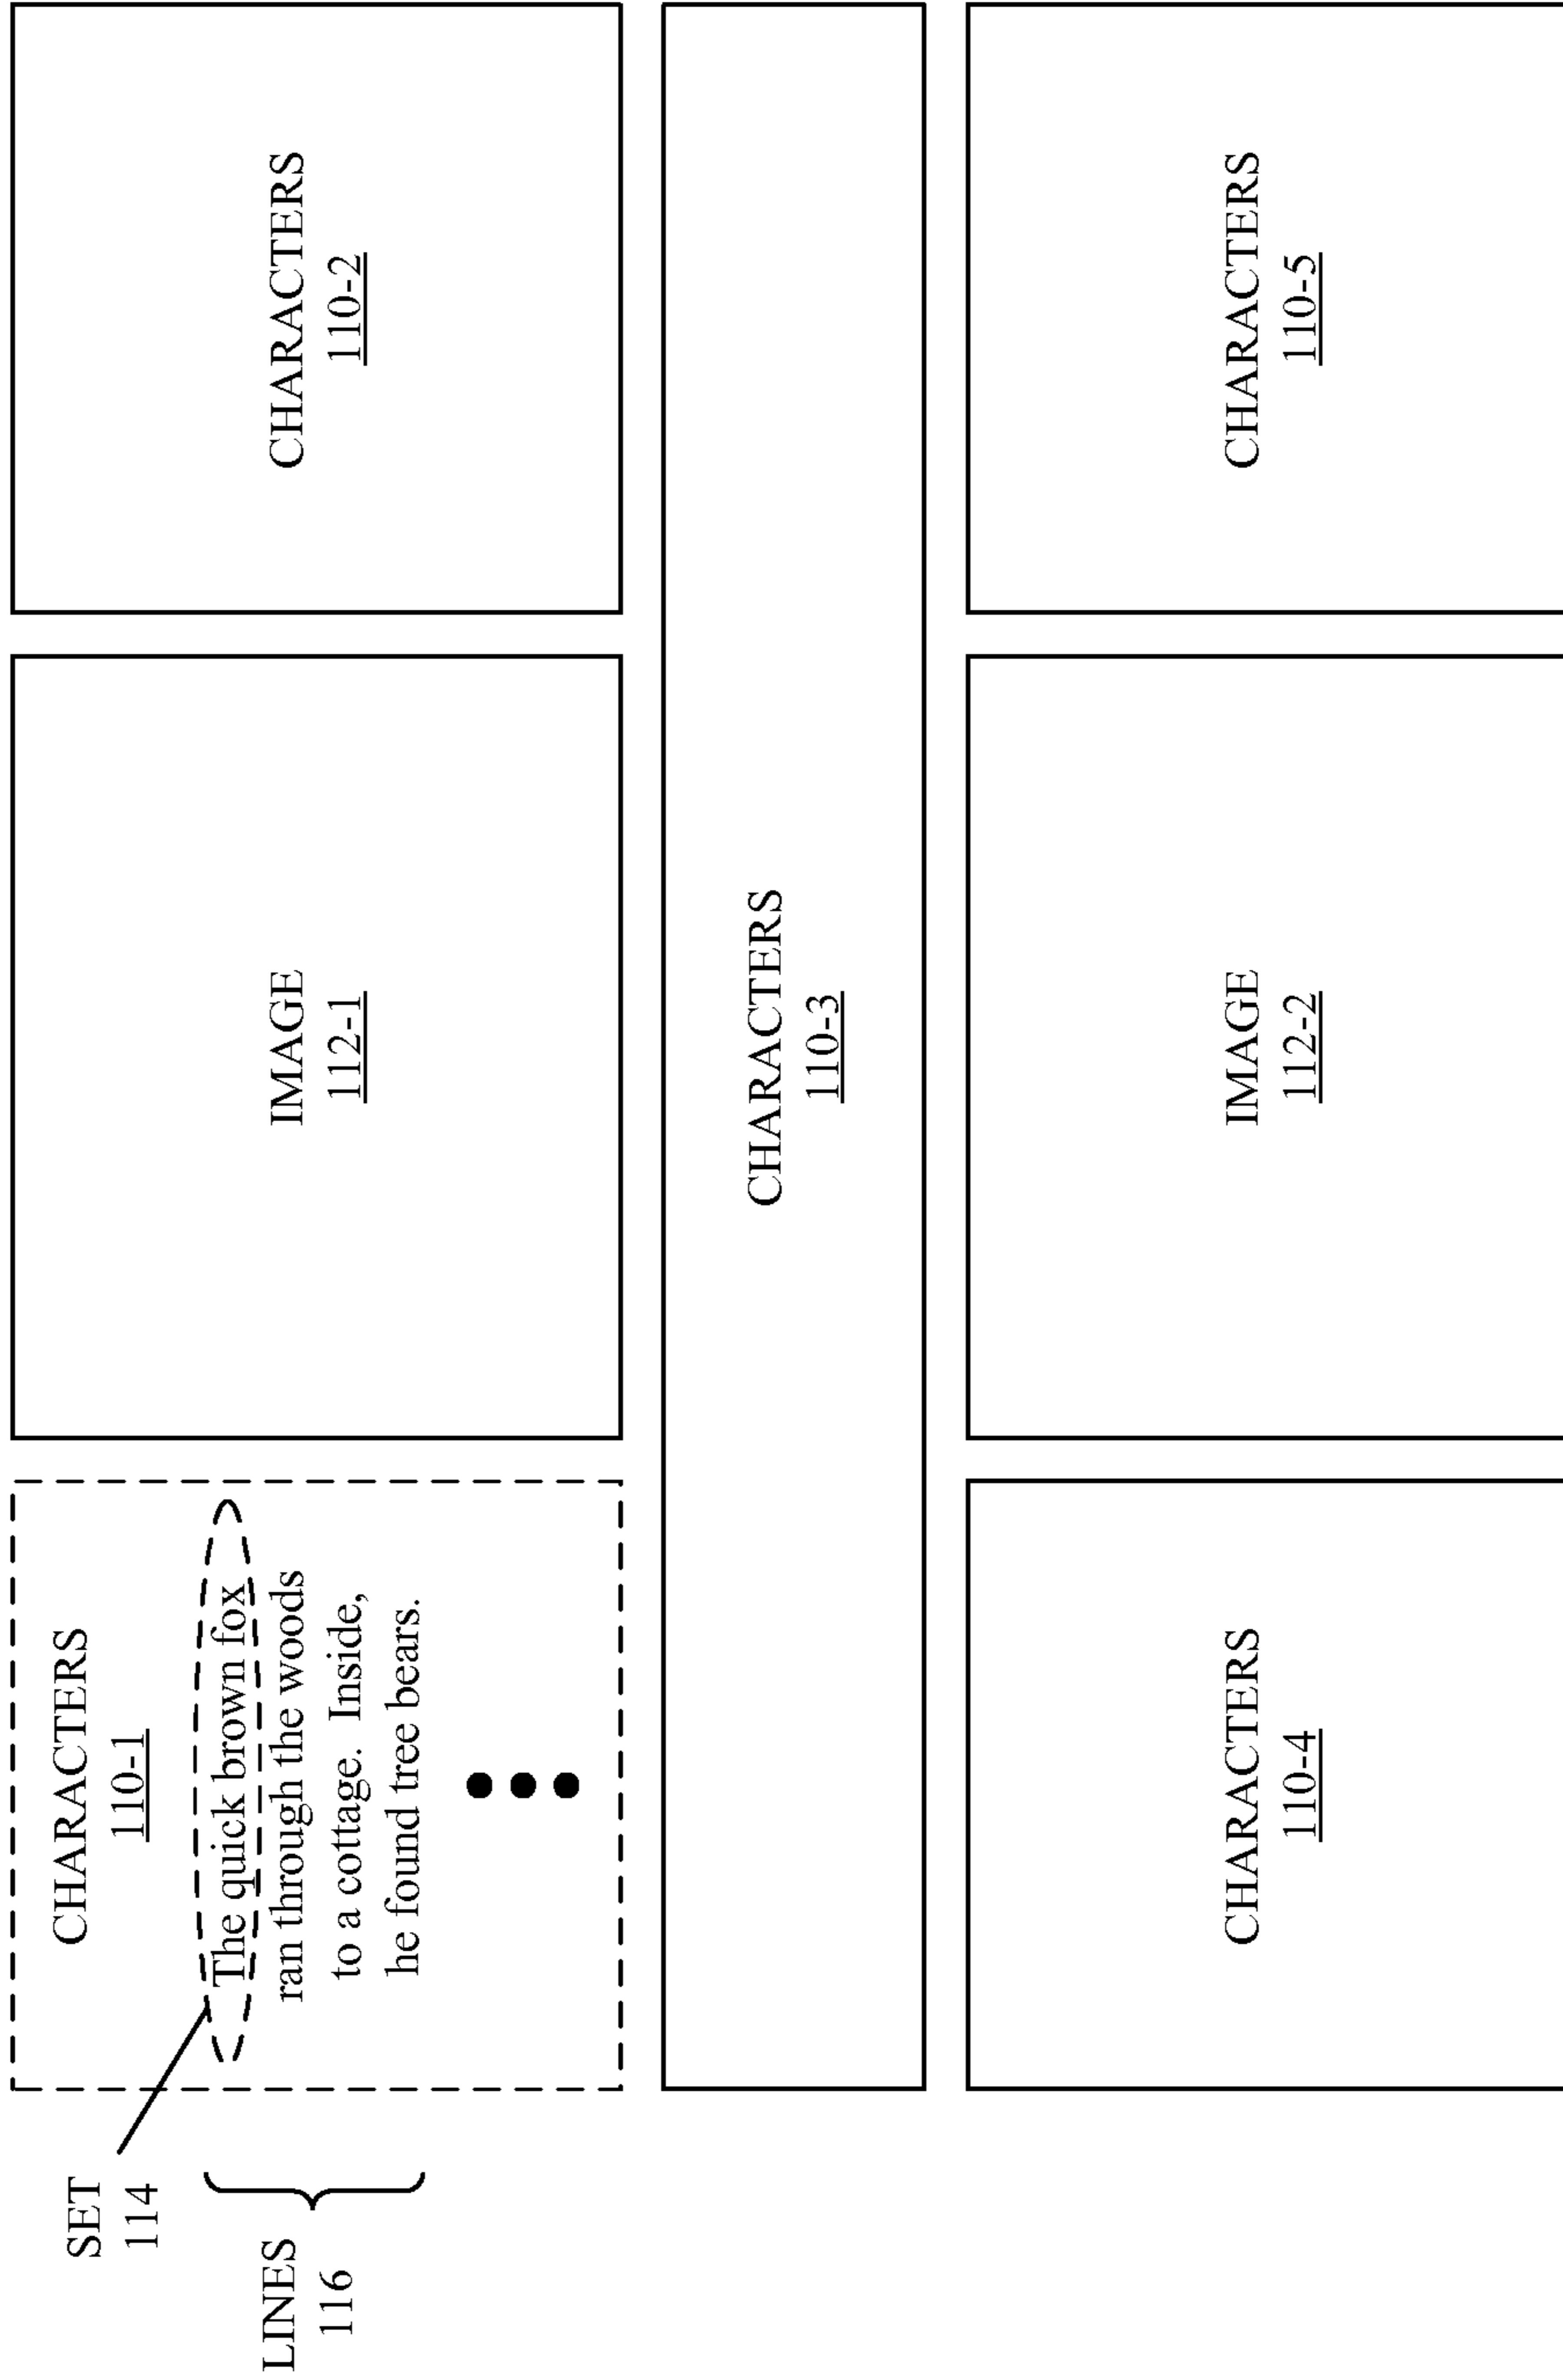 SET
114
LINES
116
CHARACTERS
110-1
The quick brown fox
ran through the woods
to a cottage.  Inside,
he found tree bears.
IMAGE
112-1
CHARACTERS
110-2
CHARACTERS
110-3
CHARACTERS
110-4
IMAGE
112-2
CHARACTERS
110-5